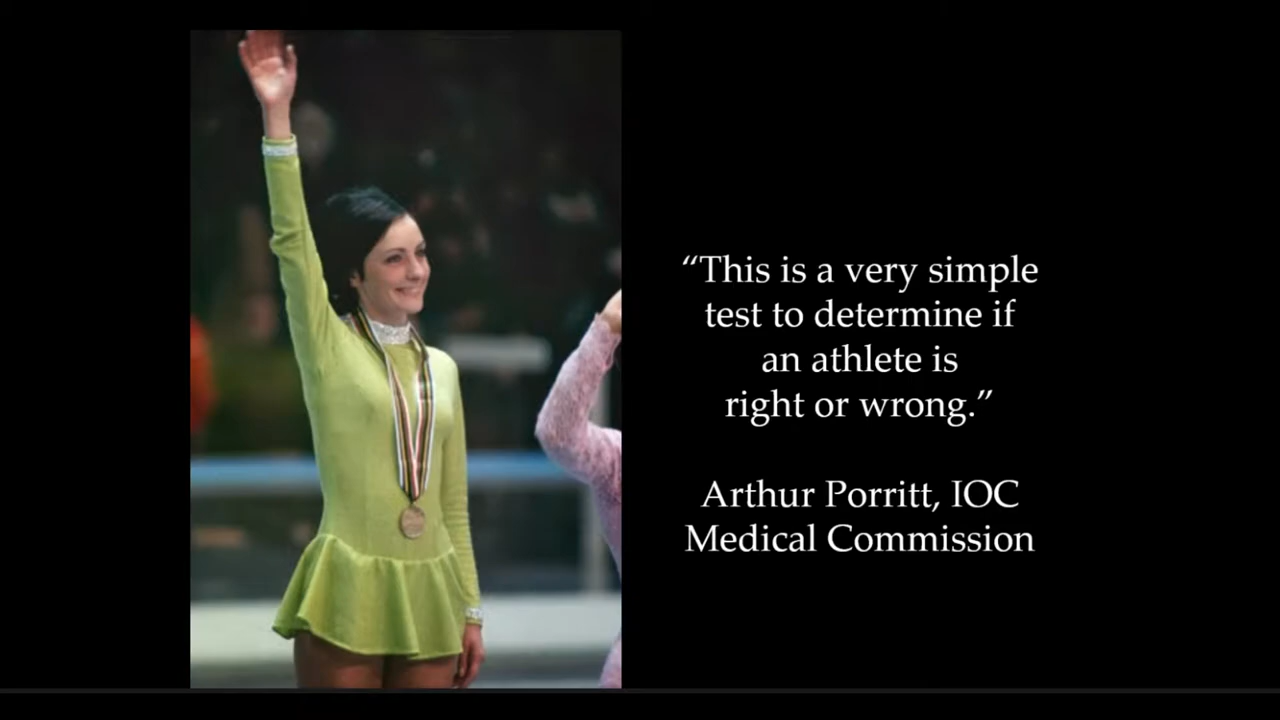 “This is a very simple
test to determine if
an athlete is
right or wrong.”
Arthur Porritt, IOC
Medical Commission